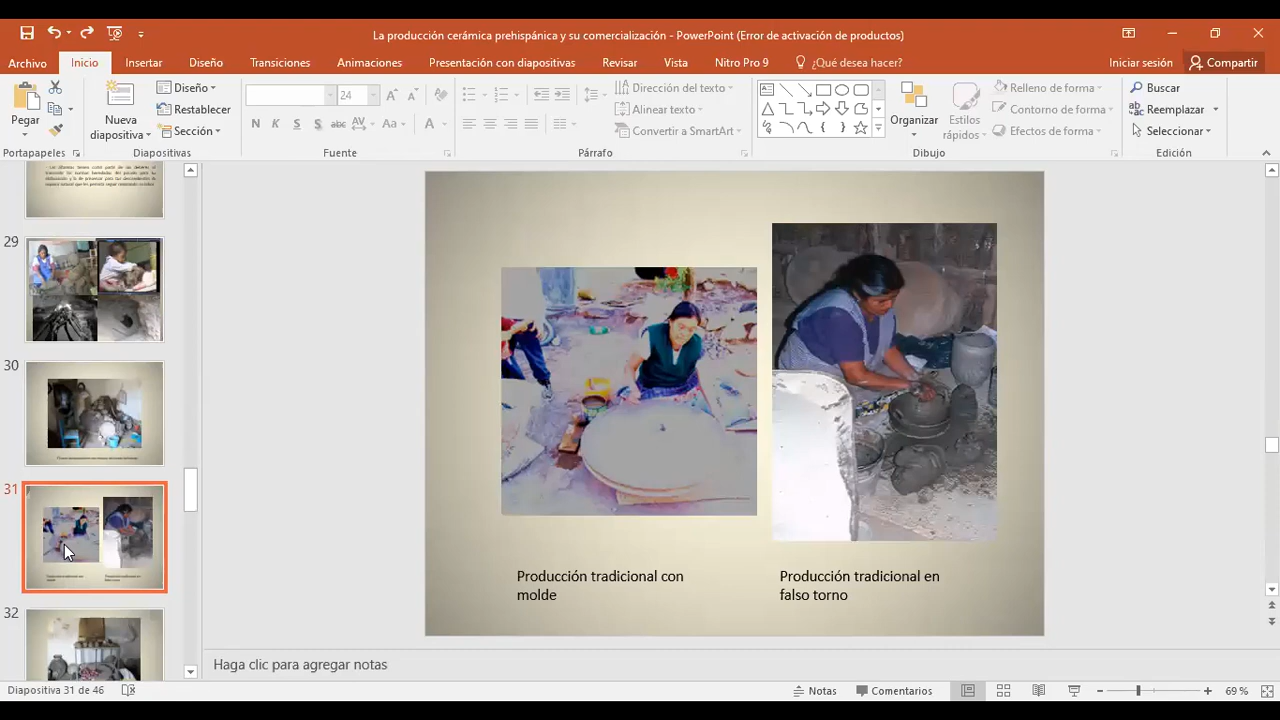 La producción cerámica prehispánica y su comercialización - PowerPoint (Error de activación de productos)
Archivo Inicio Insertar Diseño Transiciones Animaciones Presentación con diapositivas Revisar Vista Nitro Pro 9 ¿Qué desea hacer? Iniciar sesión Compartir
Pegar
Nueva
diapositiva
Diseño
Restablecer
Sección
24
N K S S abc AV Aa A
Dirección del texto
Alinear texto
Convertir a SmartArt
Organizar
Estilos
rápidos
Relleno de forma
Contorno de forma
Efectos de forma
Buscar
Reemplazar
Seleccionar
Portapapeles Diapositivas Fuente Párrafo Dibujo Edición
29
30
31
32
Producción tradicional con
molde
Producción tradicional en
falso torno
Haga clic para agregar notas
Diapositiva 31 de 46 Notas Comentarios 69 %